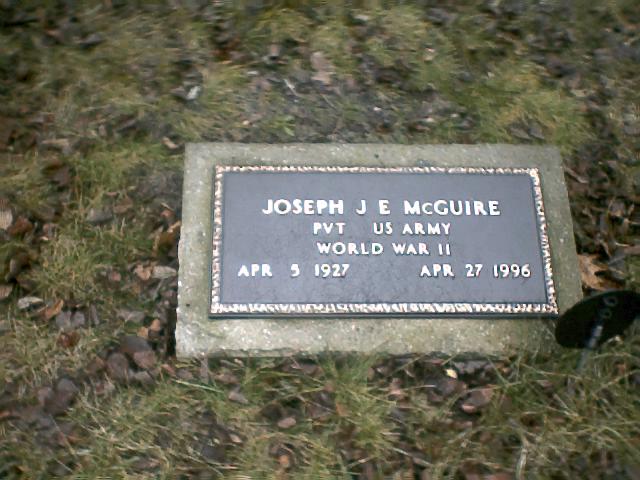 JOSEPH J E McGUIRE
PVT US ARMY
WORLD WAR II
APR 5 1927 APR 27 1996